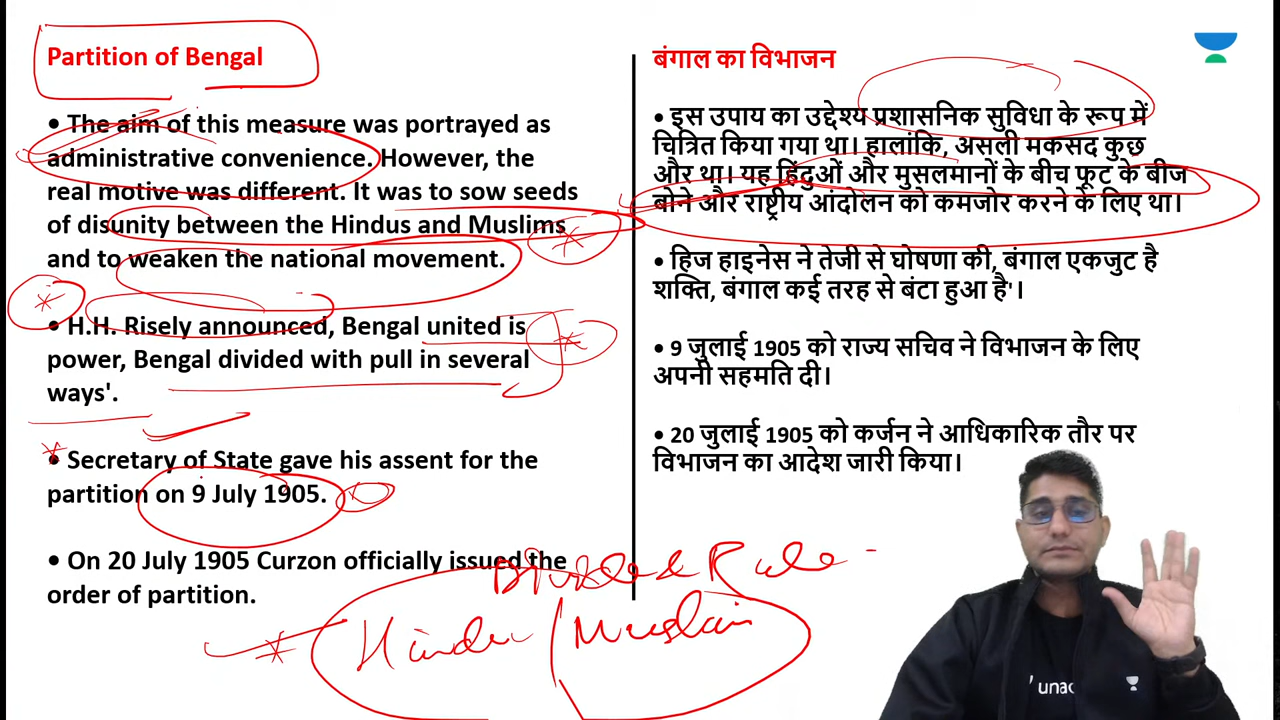 Partition of Bengal
• The aim of this measure was portrayed as
administrative convenience. However, the
real motive was different. It was to sow seeds
of disunity between the Hindus and Muslims
and to weaken the national movement.
• H.H. Risely announced, Bengal united is
power, Bengal divided with pull in several
ways'.
• Secretary of State gave his assent for the
partition on 9 July 1905.
• On 20 July 1905 Curzon officially issued the
order of partition.
बंगाल का विभाजन
• इस उपाय का उद्देश्य प्रशासनिक सुविधा के रूप में
चित्रित किया गया था। हालांकि, असली मकसद कुछ
और था। यह हिंदुओं और मुसलमानों के बीच फूट के बीज
बोने और राष्ट्रीय आंदोलन को कमजोर करने के लिए था।
• हिज हाइनेस ने तेजी से घोषणा की, बंगाल एकजुट है
शक्ति, बंगाल कई तरह से बंटा हुआ है'।
• 9 जुलाई 1905 को राज्य सचिव ने विभाजन के लिए
अपनी सहमति दी।
• 20 जुलाई 1905 को कर्जन ने आधिकारिक तौर पर
विभाजन का आदेश जारी किया।
Divide & Rule
Hindu / Muslim
unac